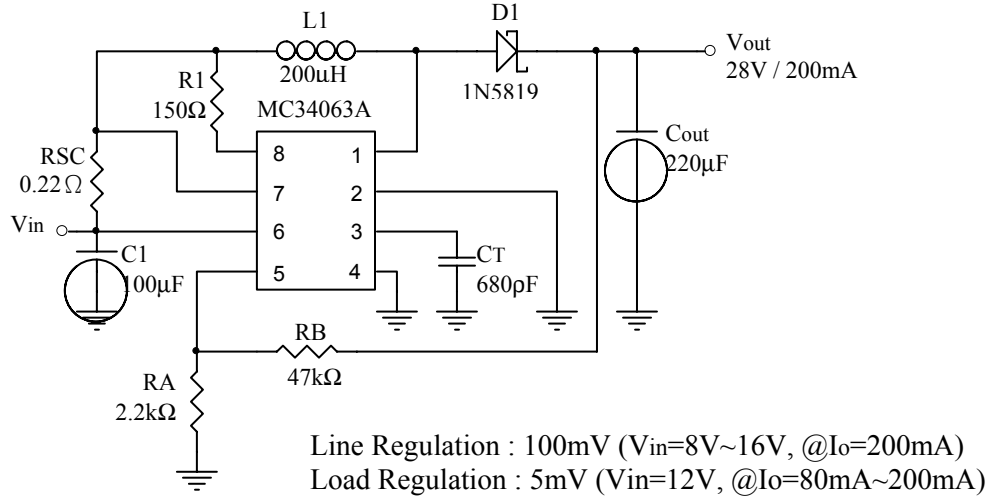 L1
200µH
D1
1N5819
Vout
28V / 200mA
R1
150Ω
MC34063A
8
7
6
5
1
2
3
4
RSC
0.22Ω
Vin
C1
100µF
CT
680ρF
Cout
220µF
RB
47kΩ
RA
2.2kΩ
Line Regulation : 100mV (Vin=8V~16V, @Io=200mA)
Load Regulation : 5mV (Vin=12V, @Io=80mA~200mA)